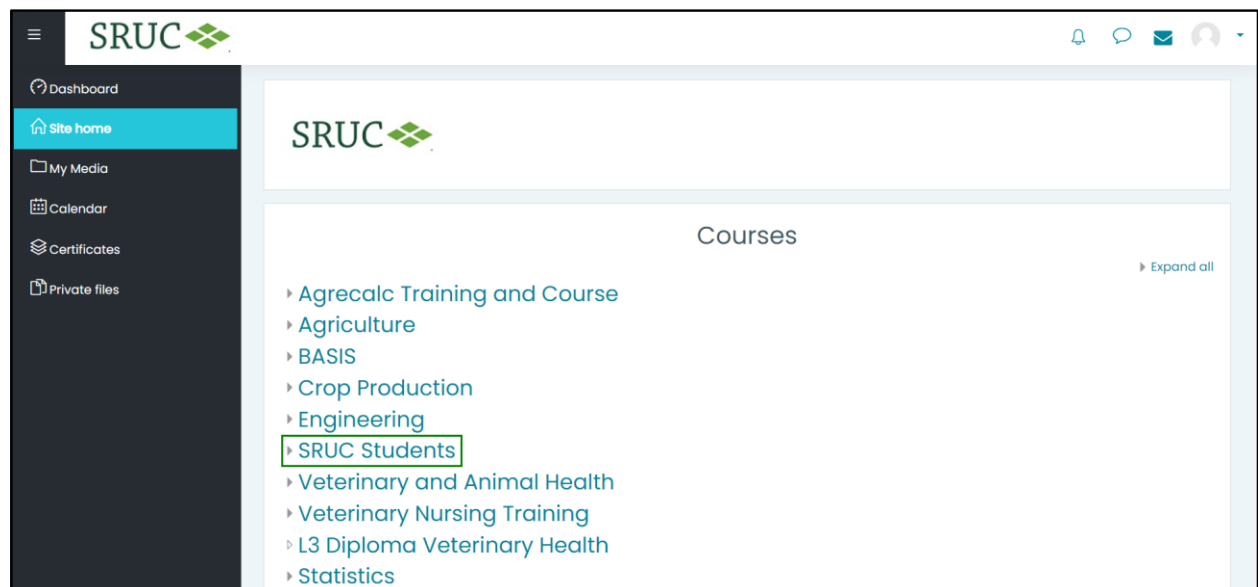 SRUC
Dashboard
Site home
My Media
Calendar
Certificates
Private files
SRUC
Courses
Expand all
Agrecalc Training and Course
Agriculture
BASIS
Crop Production
Engineering
SRUC Students
Veterinary and Animal Health
Veterinary Nursing Training
L3 Diploma Veterinary Health
Statistics